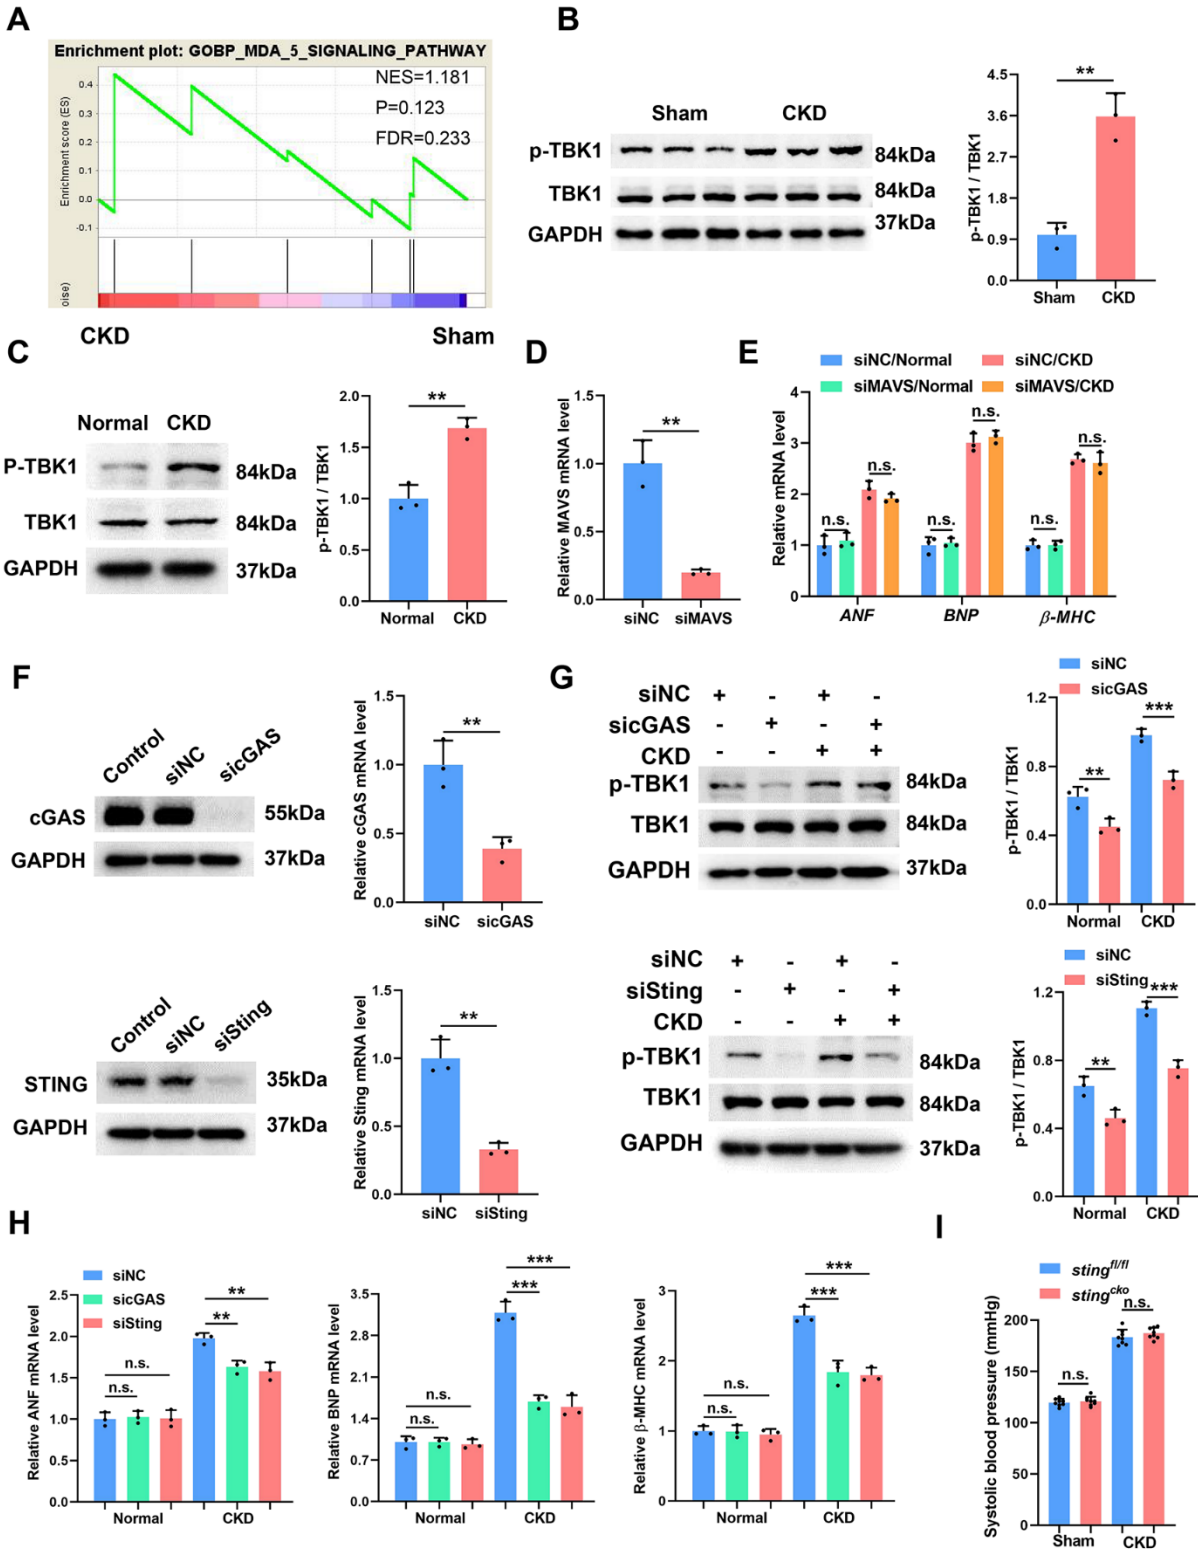 A
Enrichment plot: GOBP_MDA_5_SIGNALING_PATHWAY
Enrichment score (ES)
0.4
0.3
0.2
0.1
0.0
-0.1
NES=1.181
P=0.123
FDR=0.233
oise)
CKD
Sham
B
Sham
CKD
p-TBK1
84kDa
TBK1
84kDa
GAPDH
37kDa
p-TBK1 / TBK1
4.5
3.6
2.7
1.8
0.9
0.0
**
Sham
CKD
C
Normal
CKD
P-TBK1
84kDa
TBK1
84kDa
GAPDH
37kDa
p-TBK1 / TBK1
2.0
1.5
1.0
0.5
0.0
**
Normal
CKD
D
Relative MAVS mRNA level
1.5
1.0
0.5
0.0
**
siNC
siMAVS
E
siNC/Normal
siNC/CKD
siMAVS/Normal
siMAVS/CKD
Relative mRNA level
4
3
2
1
0
n.s.
n.s.
n.s.
n.s.
n.s.
n.s.
ANF
BNP
β-MHC
F
Control
siNC
sicGAS
cGAS
55kDa
GAPDH
37kDa
Relative cGAS mRNA level
1.5
1.0
0.5
0.0
**
siNC
sicGAS
Control
siNC
siSting
STING
35kDa
GAPDH
37kDa
Relative Sting mRNA level
1.5
1.0
0.5
0.0
**
siNC
siSting
G
siNC + - + -
sicGAS - + - +
CKD - - + +
p-TBK1
84kDa
TBK1
84kDa
GAPDH
37kDa
siNC
sicGAS
p-TBK1 / TBK1
1.2
0.8
0.4
0.0
**
***
Normal
CKD
siNC + - + -
siSting - + - +
CKD - - + +
p-TBK1
84kDa
TBK1
84kDa
GAPDH
37kDa
siNC
siSting
p-TBK1 / TBK1
1.2
0.8
0.4
0.0
**
***
Normal
CKD
H
siNC
sicGAS
siSting
Relative ANF mRNA level
2.5
2.0
1.5
1.0
0.5
0.0
n.s.
n.s.
**
**
Normal
CKD
Relative BNP mRNA level
3.5
2.8
2.1
1.4
0.7
0.0
n.s.
n.s.
***
***
Normal
CKD
Relative β-MHC mRNA level
3
2
1
0
n.s.
n.s.
***
***
Normal
CKD
I
sting^fl/fl
sting^cko
Systolic blood pressure (mmHg)
200
150
100
50
0
n.s.
n.s.
Sham
CKD